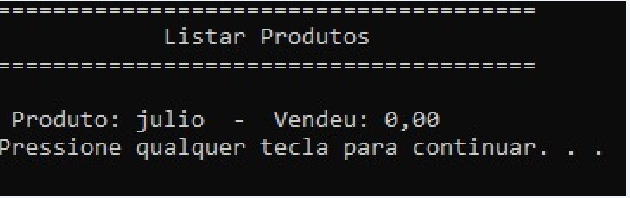 ========================================
Listar Produtos
========================================
Produto: julio - Vendeu: 0,00
Pressione qualquer tecla para continuar. . .